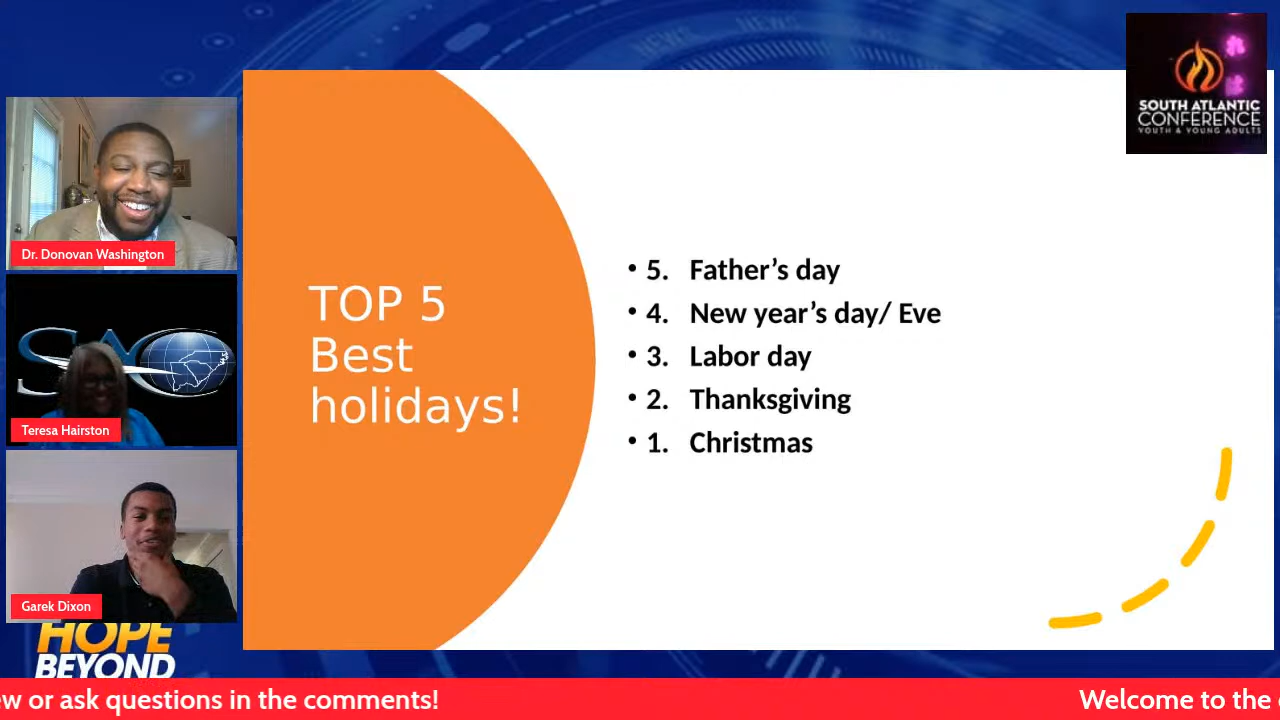 SOUTH ATLANTIC
CONFERENCE
YOUTH & YOUNG ADULTS
Dr. Donovan Washington
SAC
Teresa Hairston
Garek Dixon
TOP 5
Best
holidays!
• 5. Father’s day
• 4. New year’s day/ Eve
• 3. Labor day
• 2. Thanksgiving
• 1. Christmas
HOPE
BEYOND
ew or ask questions in the comments!
Welcome to the